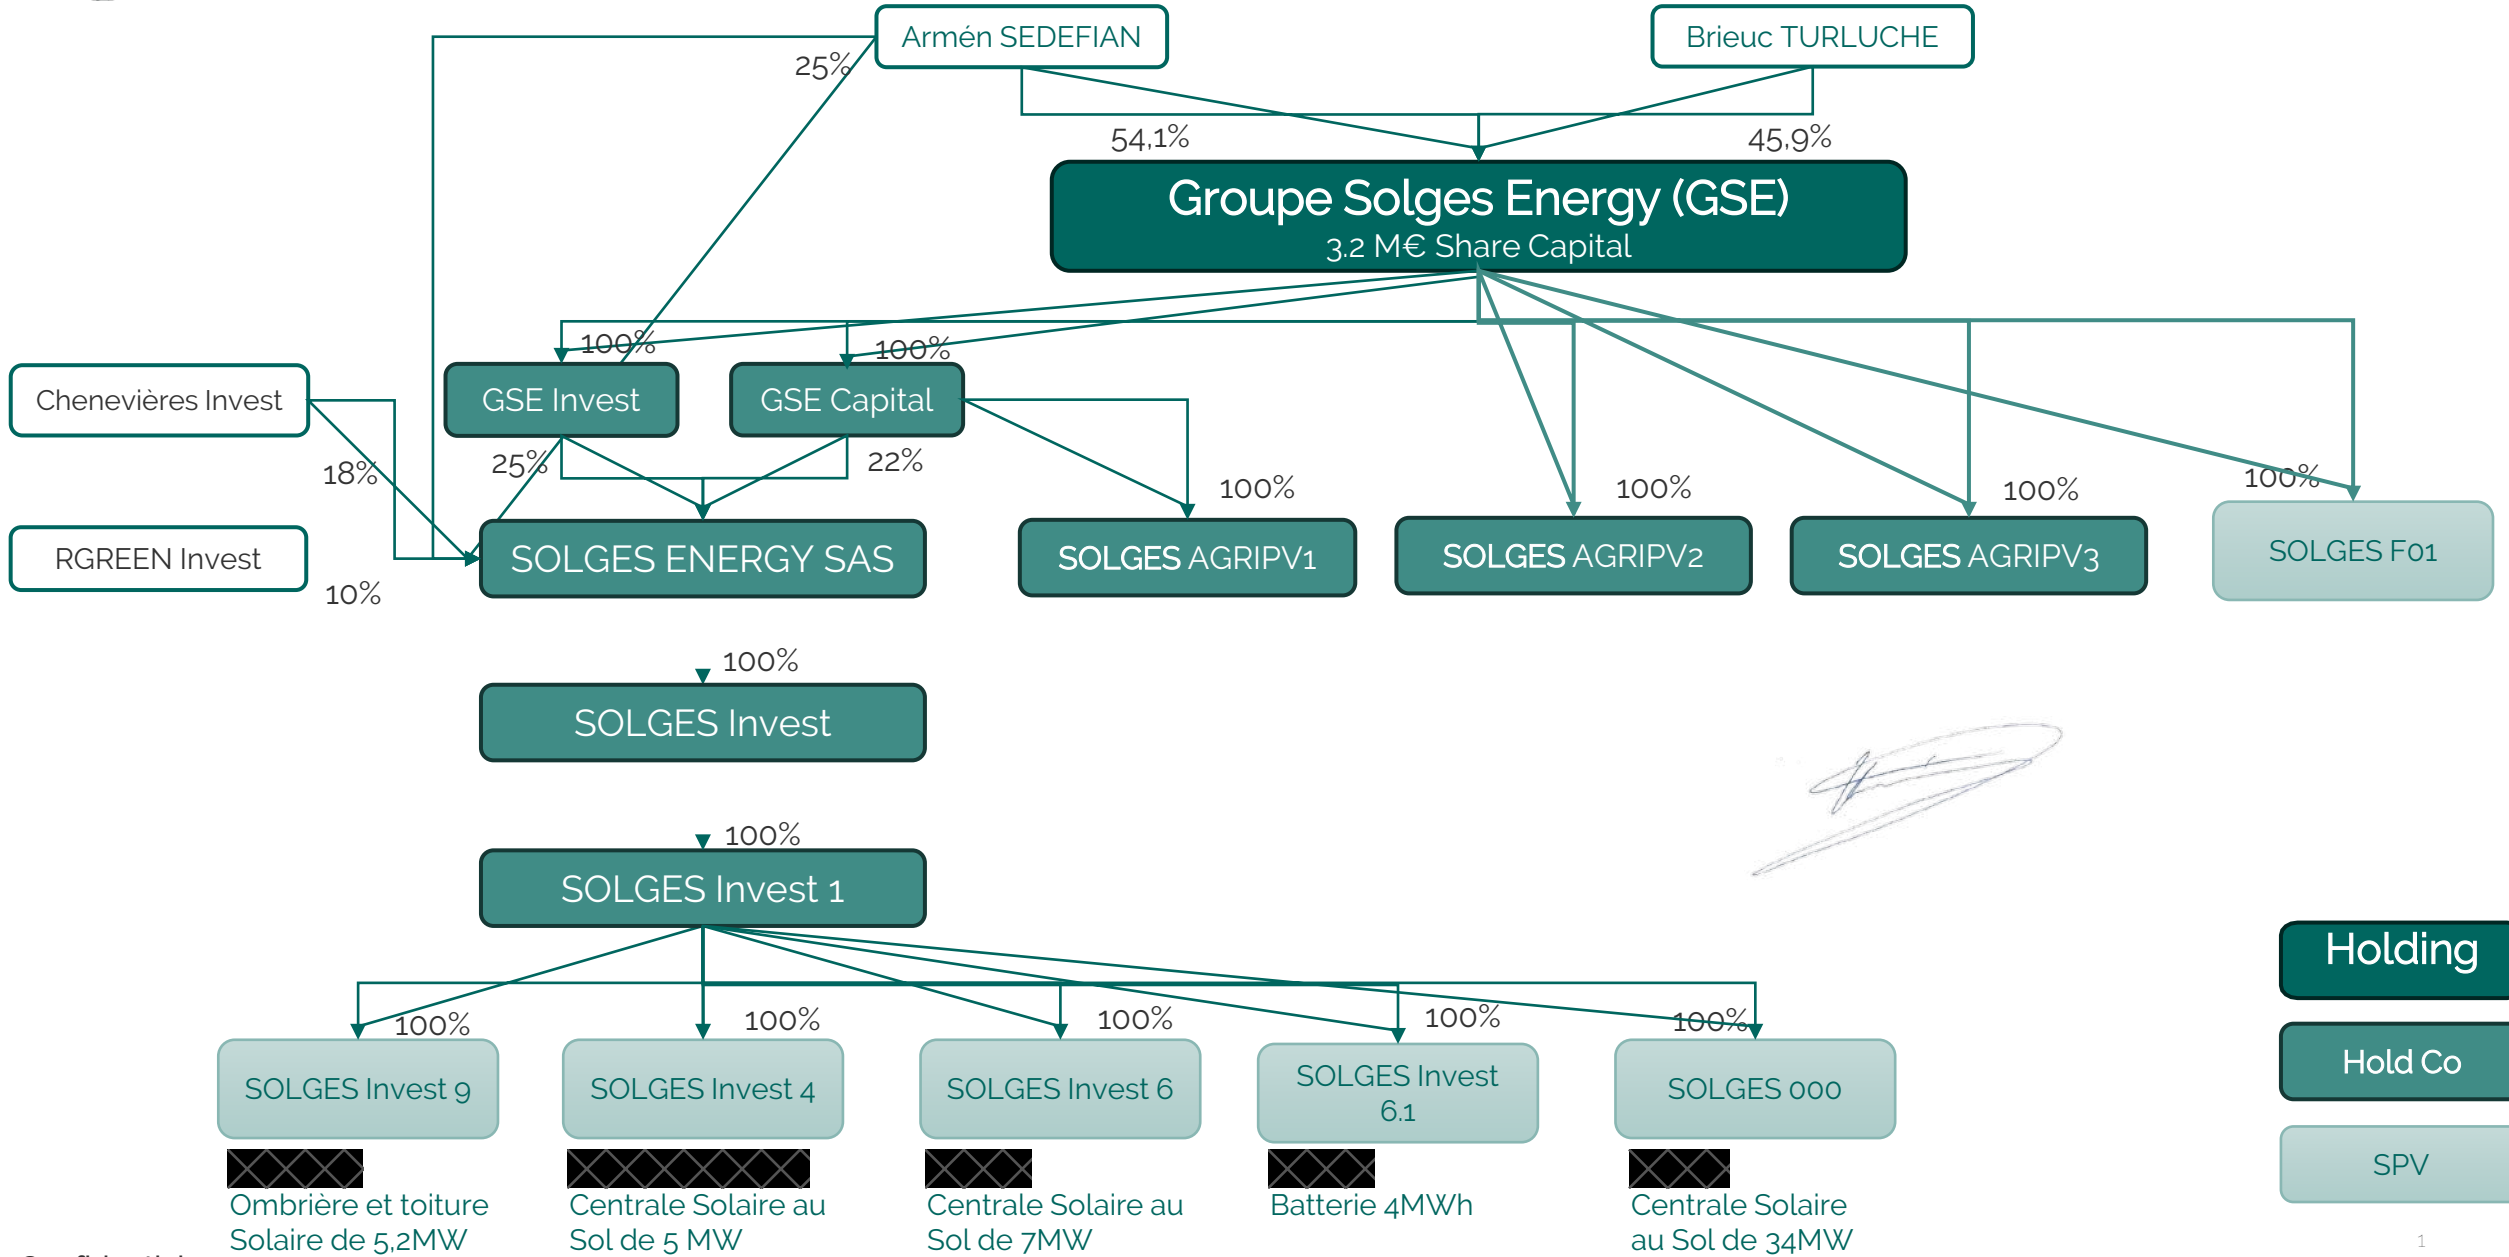 Armén SEDEFIAN
Brieuc TURLUCHE
25%
54,1%
45,9%
Groupe Solges Energy (GSE)
3.2 M€ Share Capital
100%
100%
Chenevières Invest
GSE Invest
GSE Capital
18%
25%
22%
100%
100%
100%
100%
RGREEN Invest
10%
SOLGES ENERGY SAS
SOLGES AGRIPV1
SOLGES AGRIPV2
SOLGES AGRIPV3
SOLGES F01
100%
SOLGES Invest
100%
SOLGES Invest 1
Holding
Hold Co
SPV
100%
100%
100%
100%
100%
SOLGES Invest 9
SOLGES Invest 4
SOLGES Invest 6
SOLGES Invest
6.1
SOLGES 000
Ombrière et toiture
Solaire de 5,2MW
Centrale Solaire au
Sol de 5 MW
Centrale Solaire au
Sol de 7MW
Batterie 4MWh
Centrale Solaire
au Sol de 34MW
1